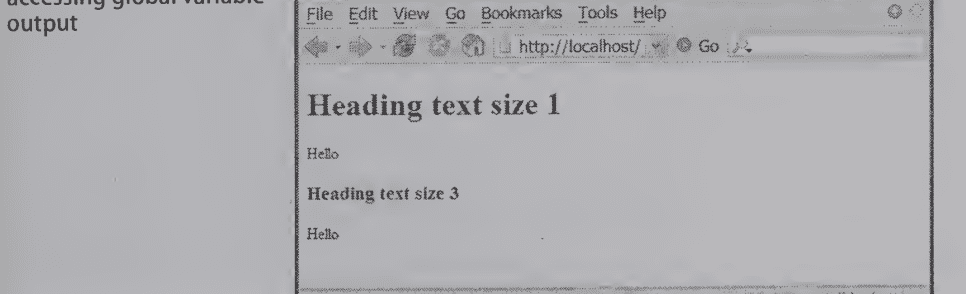 accessing global variable
output
File Edit View Go Bookmarks Tools Help
http://localhost/ Go
Heading text size 1
Hello
Heading text size 3
Hello